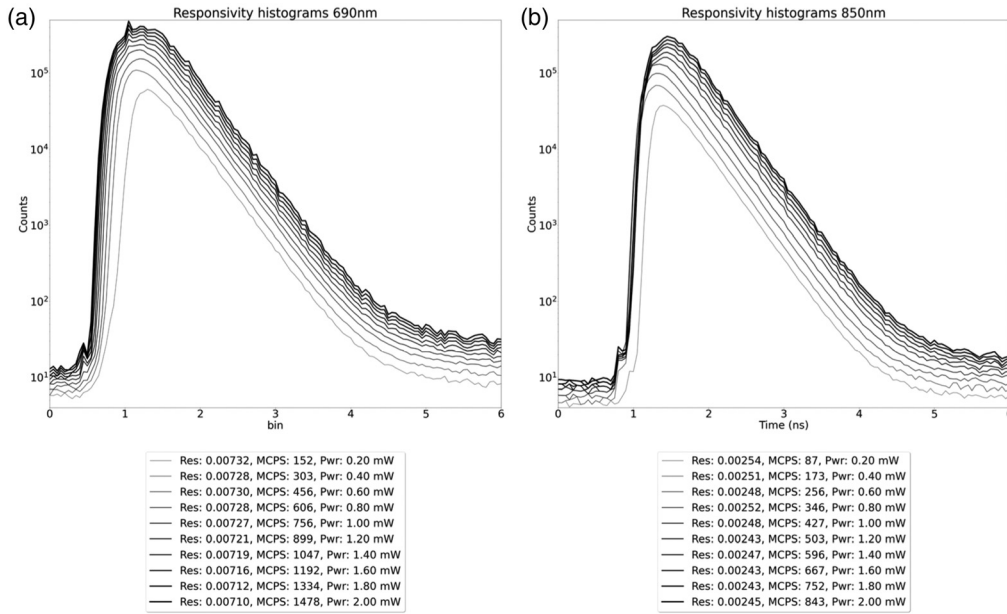 (a)
Responsivity histograms 690nm
Counts
10^5
10^4
10^3
10^2
10^1
0 1 2 3 4 5 6
bin
Res: 0.00732, MCPS: 152, Pwr: 0.20 mW
Res: 0.00728, MCPS: 303, Pwr: 0.40 mW
Res: 0.00730, MCPS: 456, Pwr: 0.60 mW
Res: 0.00728, MCPS: 606, Pwr: 0.80 mW
Res: 0.00727, MCPS: 756, Pwr: 1.00 mW
Res: 0.00721, MCPS: 899, Pwr: 1.20 mW
Res: 0.00719, MCPS: 1047, Pwr: 1.40 mW
Res: 0.00716, MCPS: 1192, Pwr: 1.60 mW
Res: 0.00712, MCPS: 1334, Pwr: 1.80 mW
Res: 0.00710, MCPS: 1478, Pwr: 2.00 mW
(b)
Responsivity histograms 850nm
Counts
10^5
10^4
10^3
10^2
10^1
0 1 2 3 4 5
Time (ns)
Res: 0.00254, MCPS: 87, Pwr: 0.20 mW
Res: 0.00251, MCPS: 173, Pwr: 0.40 mW
Res: 0.00248, MCPS: 256, Pwr: 0.60 mW
Res: 0.00252, MCPS: 346, Pwr: 0.80 mW
Res: 0.00248, MCPS: 427, Pwr: 1.00 mW
Res: 0.00243, MCPS: 503, Pwr: 1.20 mW
Res: 0.00247, MCPS: 596, Pwr: 1.40 mW
Res: 0.00243, MCPS: 667, Pwr: 1.60 mW
Res: 0.00243, MCPS: 752, Pwr: 1.80 mW
Res: 0.00245, MCPS: 843, Pwr: 2.00 mW